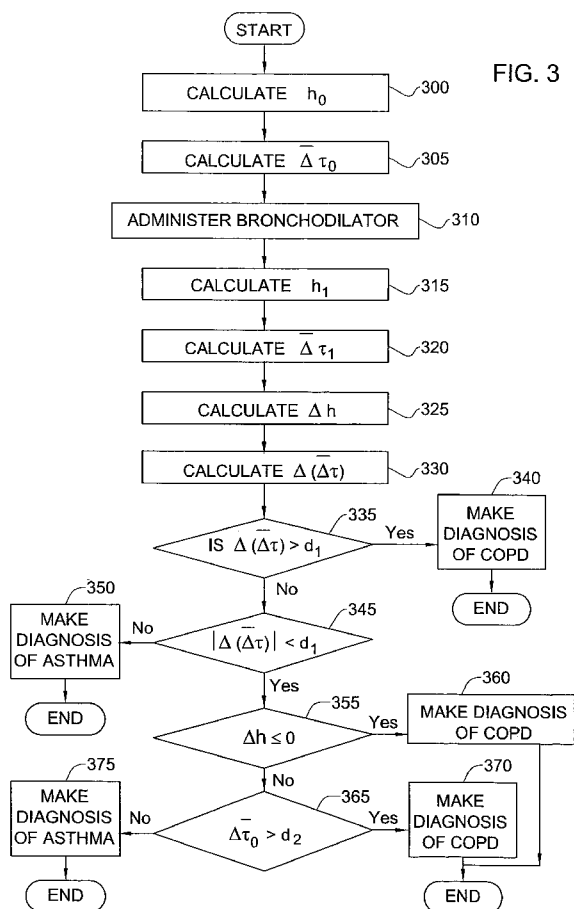 START
FIG. 3
CALCULATE h₀
300
CALCULATE Δ̅ τ₀
305
ADMINISTER BRONCHODILATOR
310
CALCULATE h₁
315
CALCULATE Δ̅ τ₁
320
CALCULATE Δ h
325
CALCULATE Δ (Δ̅τ̅)
330
335
IS Δ (Δ̅τ̅) > d₁
Yes
340
MAKE
DIAGNOSIS
OF COPD
END
No
345
|Δ (Δ̅τ̅)| < d₁
No
350
MAKE
DIAGNOSIS
OF ASTHMA
END
Yes
355
Δh ≤ 0
Yes
360
MAKE DIAGNOSIS
OF COPD
No
365
Δτ̅₀ > d₂
Yes
370
MAKE
DIAGNOSIS
OF COPD
END
No
375
MAKE
DIAGNOSIS
OF ASTHMA
END